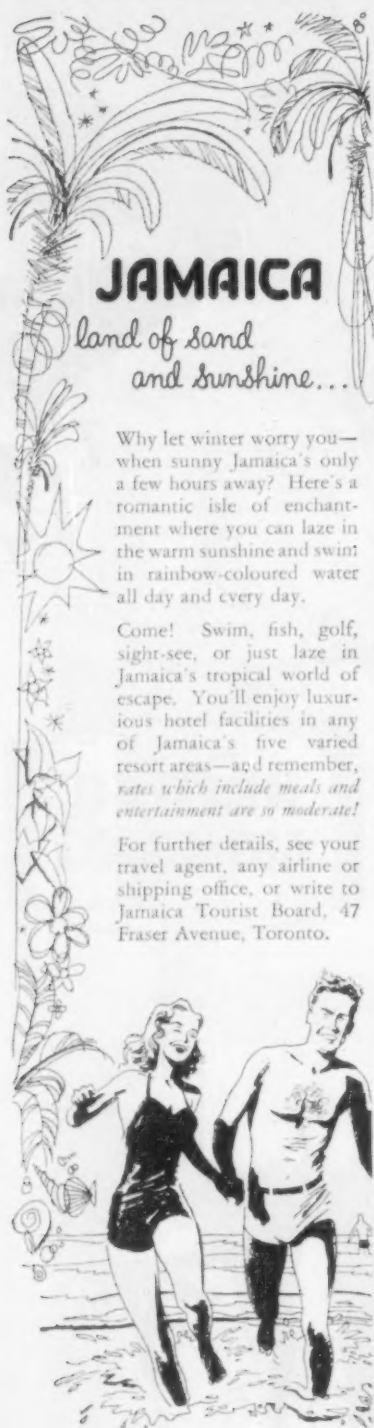 JAMAICA
land of sand
and sunshine...
Why let winter worry you—
when sunny Jamaica's only
a few hours away? Here's a
romantic isle of enchant-
ment where you can laze in
the warm sunshine and swim
in rainbow-coloured water
all day and every day.
Come! Swim, fish, golf,
sight-see, or just laze in
Jamaica's tropical world of
escape. You'll enjoy luxur-
ious hotel facilities in any
of Jamaica's five varied
resort areas—and remember,
rates which include meals and
entertainment are so moderate!
For further details, see your
travel agent, any airline or
shipping office, or write to
Jamaica Tourist Board, 47
Fraser Avenue, Toronto.